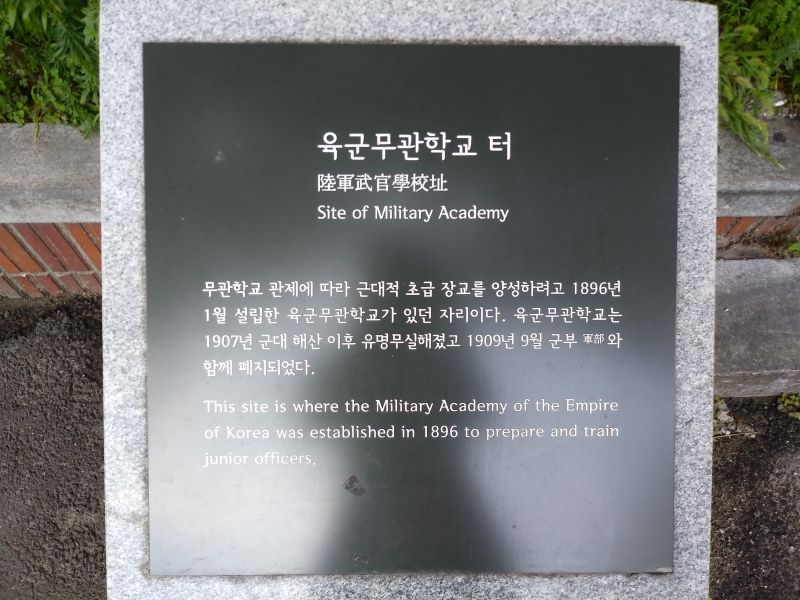 육군무관학교 터
陸軍武官學校址
Site of Military Academy
무관학교 관제에 따라 근대적 초급 장교를 양성하려고 1896년
1월 설립한 육군무관학교가 있던 자리이다. 육군무관학교는
1907년 군대 해산 이후 유명무실해졌고 1909년 9월 군부 軍部 와
함께 폐지되었다.
This site is where the Military Academy of the Empire
of Korea was established in 1896 to prepare and train
junior officers.